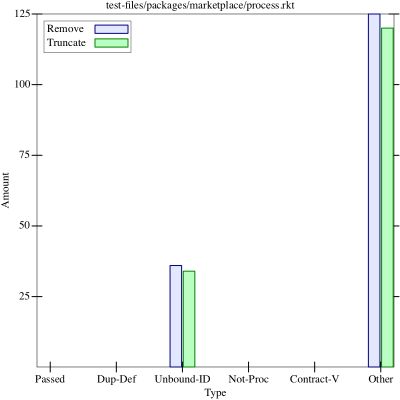 test-files/packages/marketplace/process.rkt
Remove
Truncate
125
100
75
50
25
Amount
Passed Dup-Def Unbound-ID Not-Proc Contract-V Other
Type